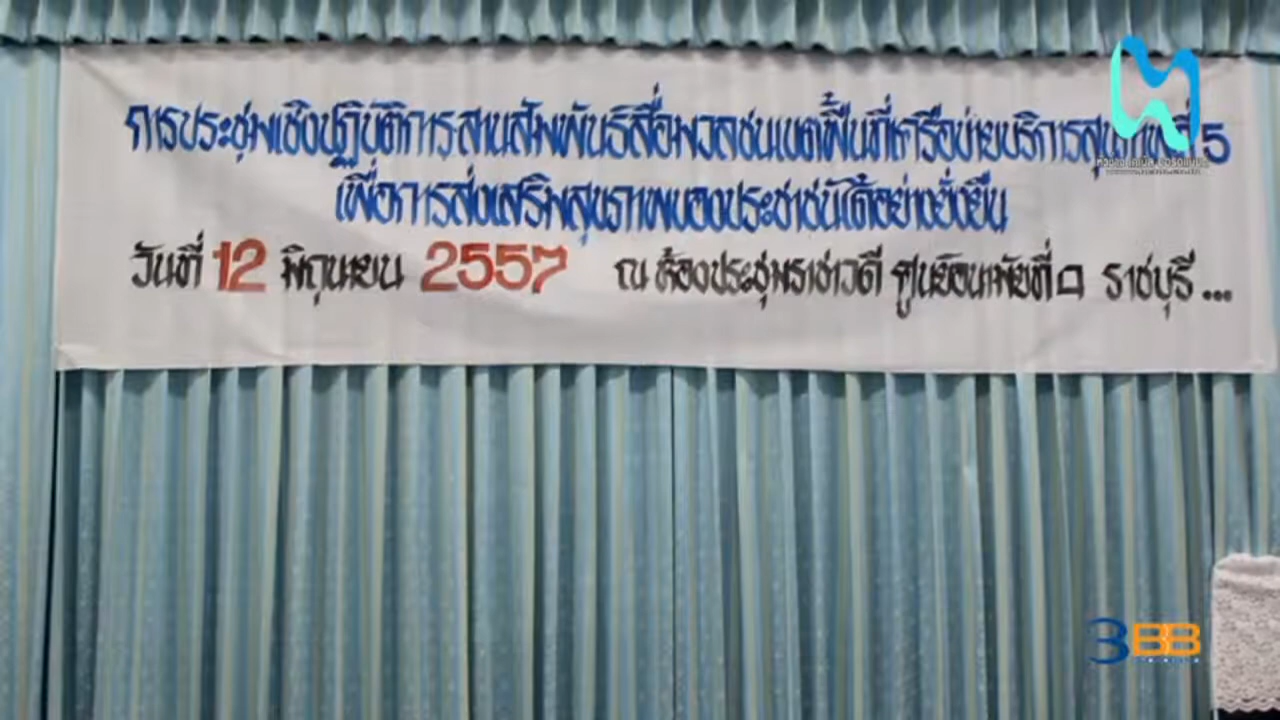 การประชุมเชิงปฏิบัติการสานสัมพันธ์สื่อมวลชนเขตพื้นที่เครือข่ายบริการสุขภาพที่ 5
เพื่อการส่งเสริมสุขภาพของประชาชนได้อย่างยั่งยืน
วันที่ 12 มิถุนายน 2557 ณ ห้องประชุมราชาวดี ศูนย์อนามัยที่ ราชบุรี ...
3BB